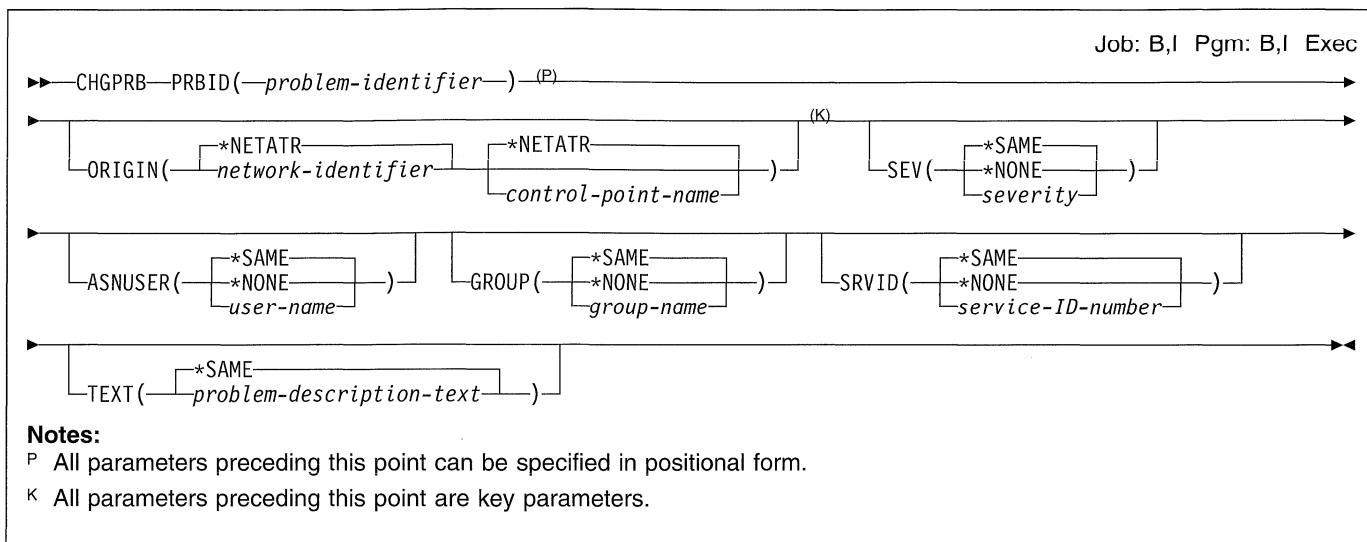 Job: B,I Pgm: B,I Exec
CHGPRB PRBID( problem-identifier ) (P)
(K)
*NETATR *NETATR *SAME
ORIGIN( network-identifier ) SEV( *NONE )
control-point-name severity
*SAME *SAME *SAME
ASNUSER( *NONE ) GROUP( *NONE ) SRVID( *NONE )
user-name group-name service-ID-number
*SAME
TEXT( problem-description-text )
Notes:
P All parameters preceding this point can be specified in positional form.
K All parameters preceding this point are key parameters.